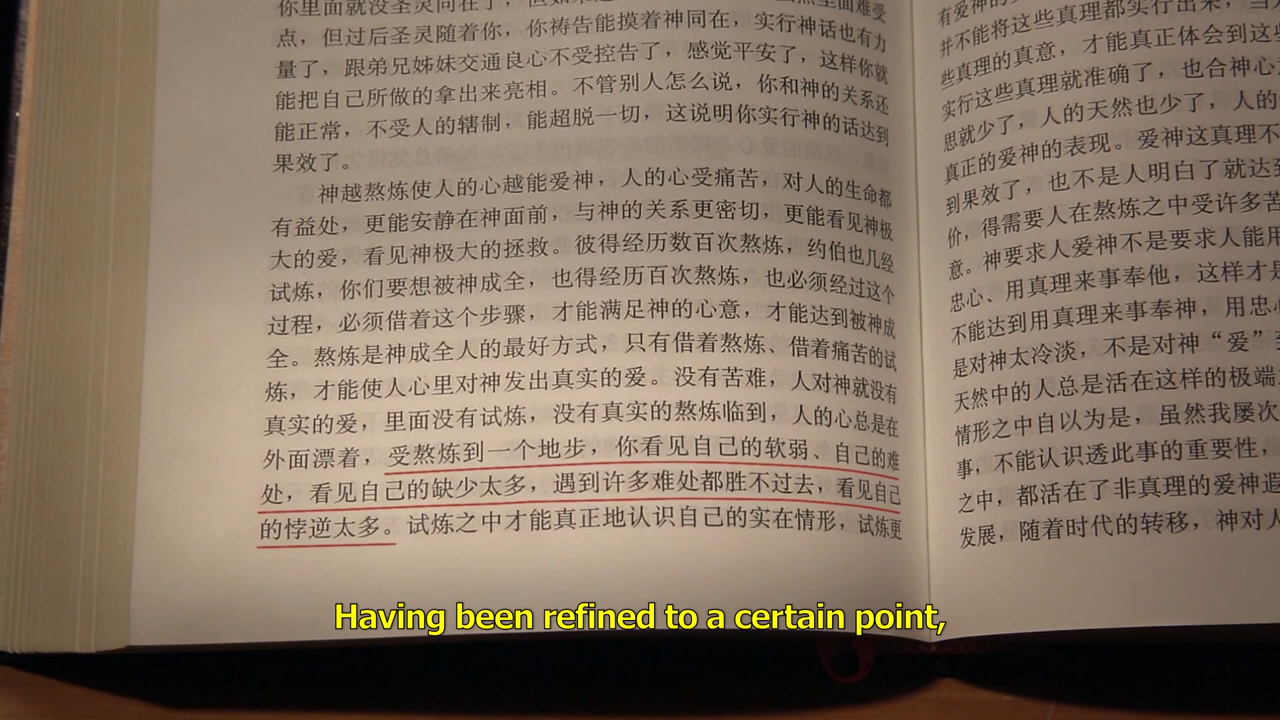 你里面就没圣灵同在了，但如果
点，但过后圣灵随着你，你祷告能摸着神同在，实行神话也有力
量了，跟弟兄姊妹交通良心不受控告了，感觉平安了，这样你就
能把自己所做的拿出来亮相。不管别人怎么说，你和神的关系还
能正常，不受人的辖制，能超脱一切，这说明你实行神的话达到
果效了。
神越熬炼使人的心越能爱神，人的心受痛苦，对人的生命都
有益处，更能安静在神面前，与神的关系更密切，更能看见神极
大的爱，看见神极大的拯救。彼得经历数百次熬炼，约伯也几经
试炼，你们要想被神成全，也得经历百次熬炼，也必须经过这个
过程，必须借着这个步骤，才能满足神的心意，才能达到被神成
全。熬炼是神成全人的最好方式，只有借着熬炼、借着痛苦的试
炼，才能使人心里对神发出真实的爱。没有苦难，人对神就没有
真实的爱，里面没有试炼，没有真实的熬炼临到，人的心总是在
外面漂着，受熬炼到一个地步，你看见自己的软弱、自己的难
处，看见自己的缺少太多，遇到许多难处都胜不过去，看见自己
的悖逆太多。试炼之中才能真正地认识自己的实在情形，试炼更
有爱神的
并不能将这些真理都实行出来，当
些真理的真意，才能真正体会到这些
实行这些真理就准确了，也合神心
思就少了，人的天然也少了，人的
真正的爱神的表现。爱神这真理不
到果效了，也不是人明白了就达到
价，得需要人在熬炼之中受许多苦
意。神要求人爱神不是要求人能用
忠心、用真理来事奉他，这样才是
不能达到用真理来事奉神，用忠心
是对神太冷淡，不是对神“爱”
天然中的人总是活在这样的极端
情形之中自以为是，虽然我屡次
事，不能认识透此事的重要性，
之中，都活在了非真理的爱神
发展，随着时代的转移，神对人
Having been refined to a certain point,